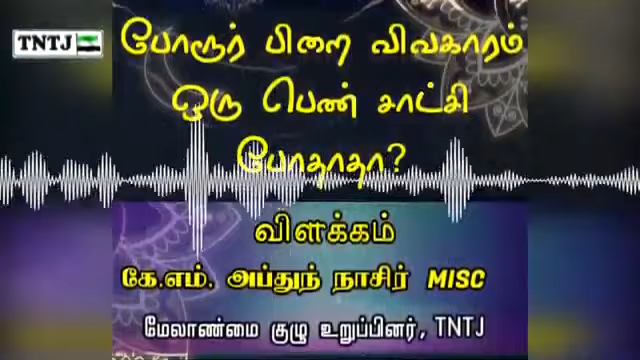 TNTJ
போரூர் பிறை விவகாரம்
ஒரு பெண் சாட்சி
போதாதா?
விளக்கம்
கே.எம். அப்துந் நாசிர் MISC
மேலாண்மை குழு உறுப்பினர், TNTJ